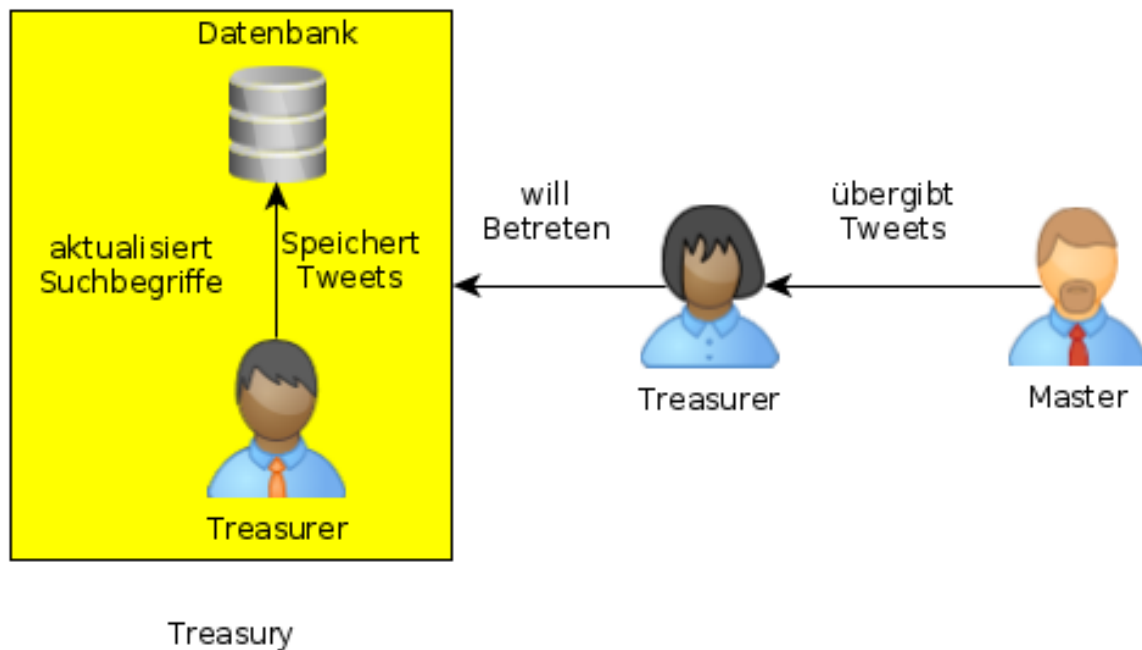 Datenbank
aktualisiert
Suchbegriffe
Speichert
Tweets
Treasurer
will
Betreten
Treasurer
übergibt
Tweets
Master
Treasury